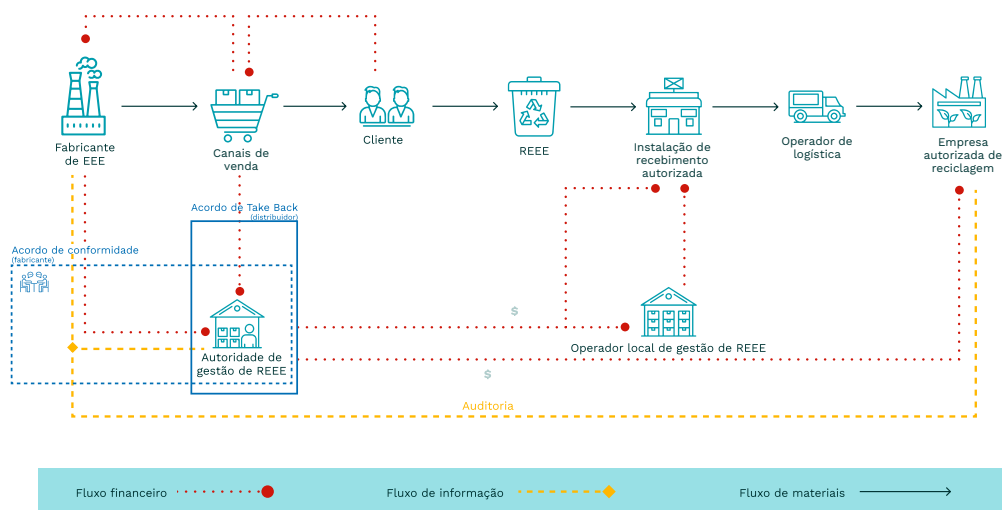 Fabricante
de EEE
Canais de
venda
Cliente
REEE
Instalação de
recebimento
autorizada
Operador de
logística
Empresa
autorizada de
reciclagem
Acordo de Take Back
(distribuidor)
Acordo de conformidade
(fabricante)
$
Autoridade de
gestão de REEE
Operador local de gestão de REEE
$
Auditoria
Fluxo financeiro
Fluxo de informação
Fluxo de materiais